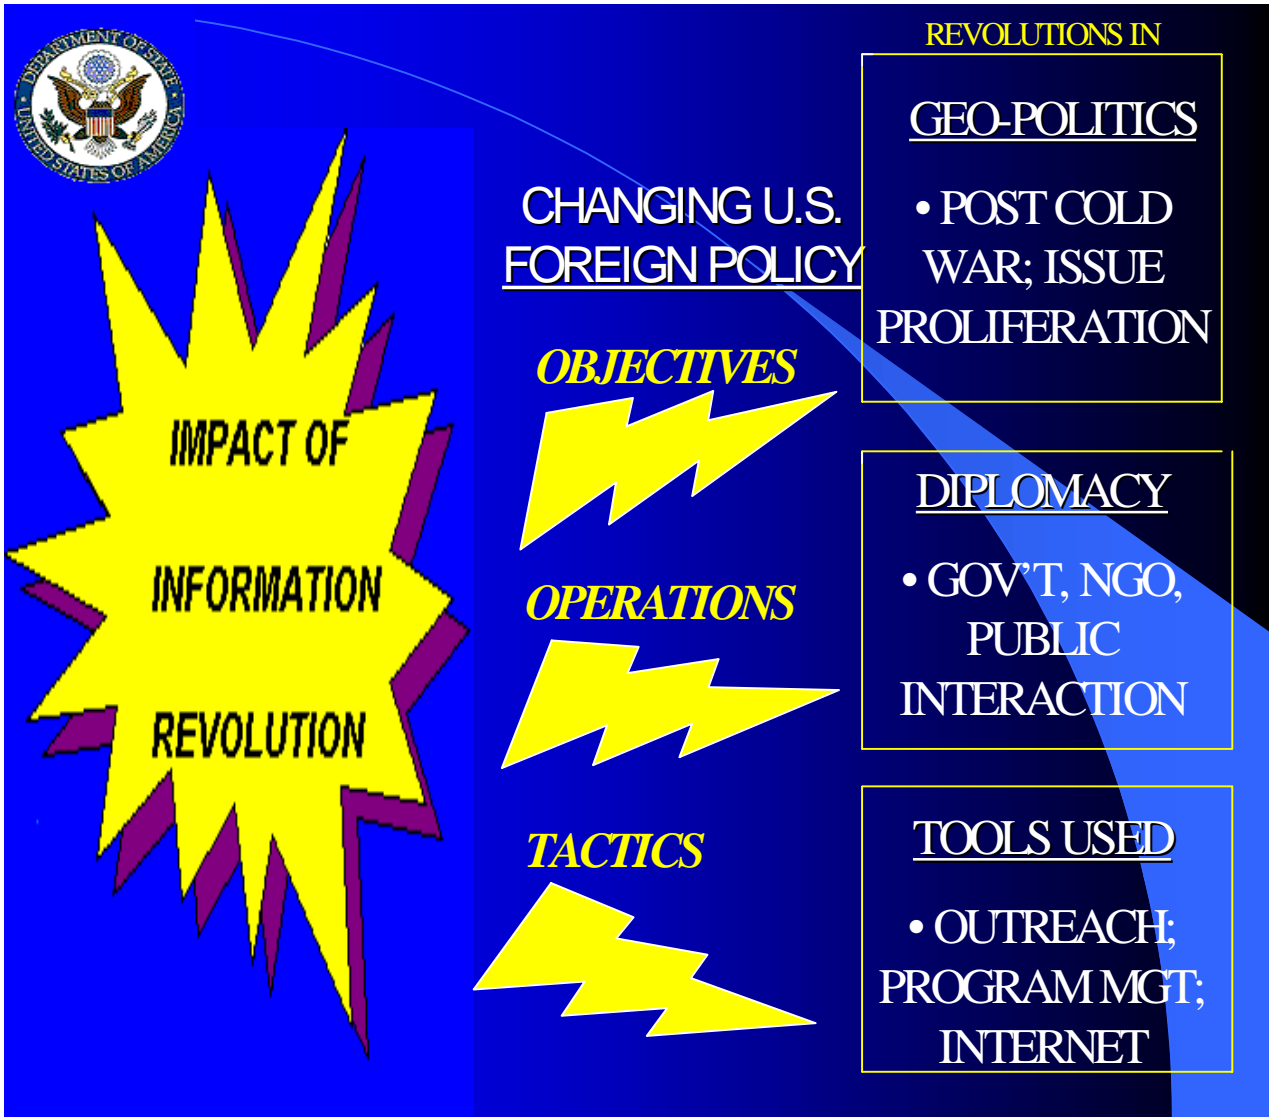 DEPARTMENT OF STATE
UNITED STATES OF AMERICA
IMPACT OF
INFORMATION
REVOLUTION
CHANGING U.S.
FOREIGN POLICY
OBJECTIVES
OPERATIONS
TACTICS
REVOLUTIONS IN
GEO-POLITICS
• POST COLD
WAR; ISSUE
PROLIFERATION
DIPLOMACY
• GOV'T, NGO,
PUBLIC
INTERACTION
TOOLS USED
• OUTREACH;
PROGRAM MGT;
INTERNET